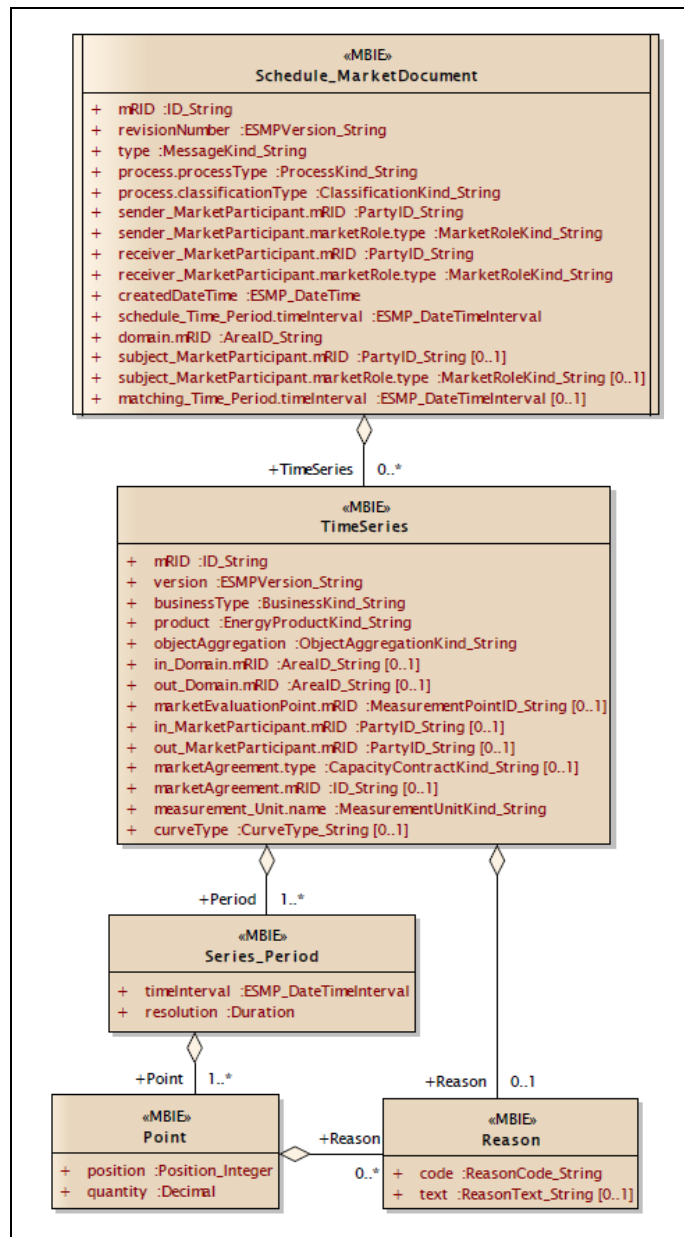 «MBIE»
Schedule_MarketDocument
+ mRID :ID_String
+ revisionNumber :ESMPVersion_String
+ type :MessageKind_String
+ process.processType :ProcessKind_String
+ process.classificationType :ClassificationKind_String
+ sender_MarketParticipant.mRID :PartyID_String
+ sender_MarketParticipant.marketRole.type :MarketRoleKind_String
+ receiver_MarketParticipant.mRID :PartyID_String
+ receiver_MarketParticipant.marketRole.type :MarketRoleKind_String
+ createdDateTime :ESMP_DateTime
+ schedule_Time_Period.timeInterval :ESMP_DateTimeInterval
+ domain.mRID :AreaID_String
+ subject_MarketParticipant.mRID :PartyID_String [0..1]
+ subject_MarketParticipant.marketRole.type :MarketRoleKind_String [0..1]
+ matching_Time_Period.timeInterval :ESMP_DateTimeInterval [0..1]
+TimeSeries 0..*
«MBIE»
TimeSeries
+ mRID :ID_String
+ version :ESMPVersion_String
+ businessType :BusinessKind_String
+ product :EnergyProductKind_String
+ objectAggregation :ObjectAggregationKind_String
+ in_Domain.mRID :AreaID_String [0..1]
+ out_Domain.mRID :AreaID_String [0..1]
+ marketEvaluationPoint.mRID :MeasurementPointID_String [0..1]
+ in_MarketParticipant.mRID :PartyID_String [0..1]
+ out_MarketParticipant.mRID :PartyID_String [0..1]
+ marketAgreement.type :CapacityContractKind_String [0..1]
+ marketAgreement.mRID :ID_String [0..1]
+ measurement_Unit.name :MeasurementUnitKind_String
+ curveType :CurveType_String [0..1]
+Period 1..*
«MBIE»
Series_Period
+ timeInterval :ESMP_DateTimeInterval
+ resolution :Duration
+Point 1..*
+Reason 0..1
«MBIE»
Point
+ position :Position_Integer
+ quantity :Decimal
+Reason
0..*
«MBIE»
Reason
+ code :ReasonCode_String
+ text :ReasonText_String [0..1]